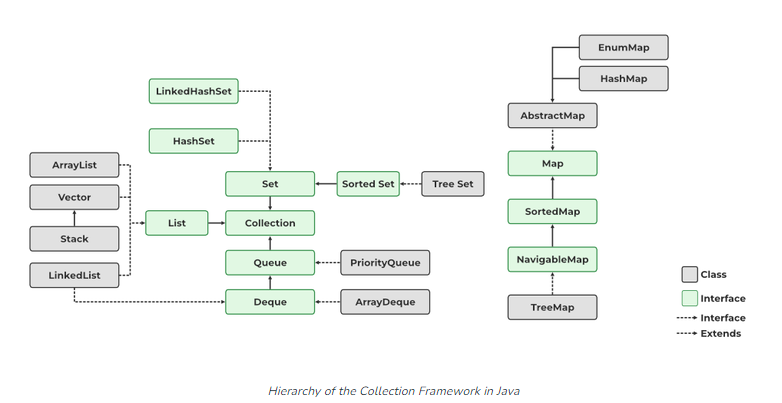 EnumMap
HashMap
LinkedHashSet
AbstractMap
HashSet
ArrayList
Map
Set
Sorted Set
Tree Set
Vector
SortedMap
List
Collection
Stack
Queue
PriorityQueue
NavigableMap
LinkedList
Class
Deque
ArrayDeque
Interface
TreeMap
Interface
Extends
Hierarchy of the Collection Framework in Java